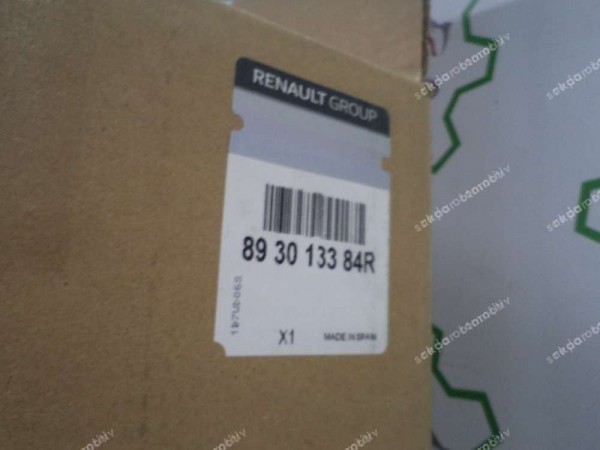 RENAULT GROUP
89 30 133 84R
X1
MADE IN SPAIN